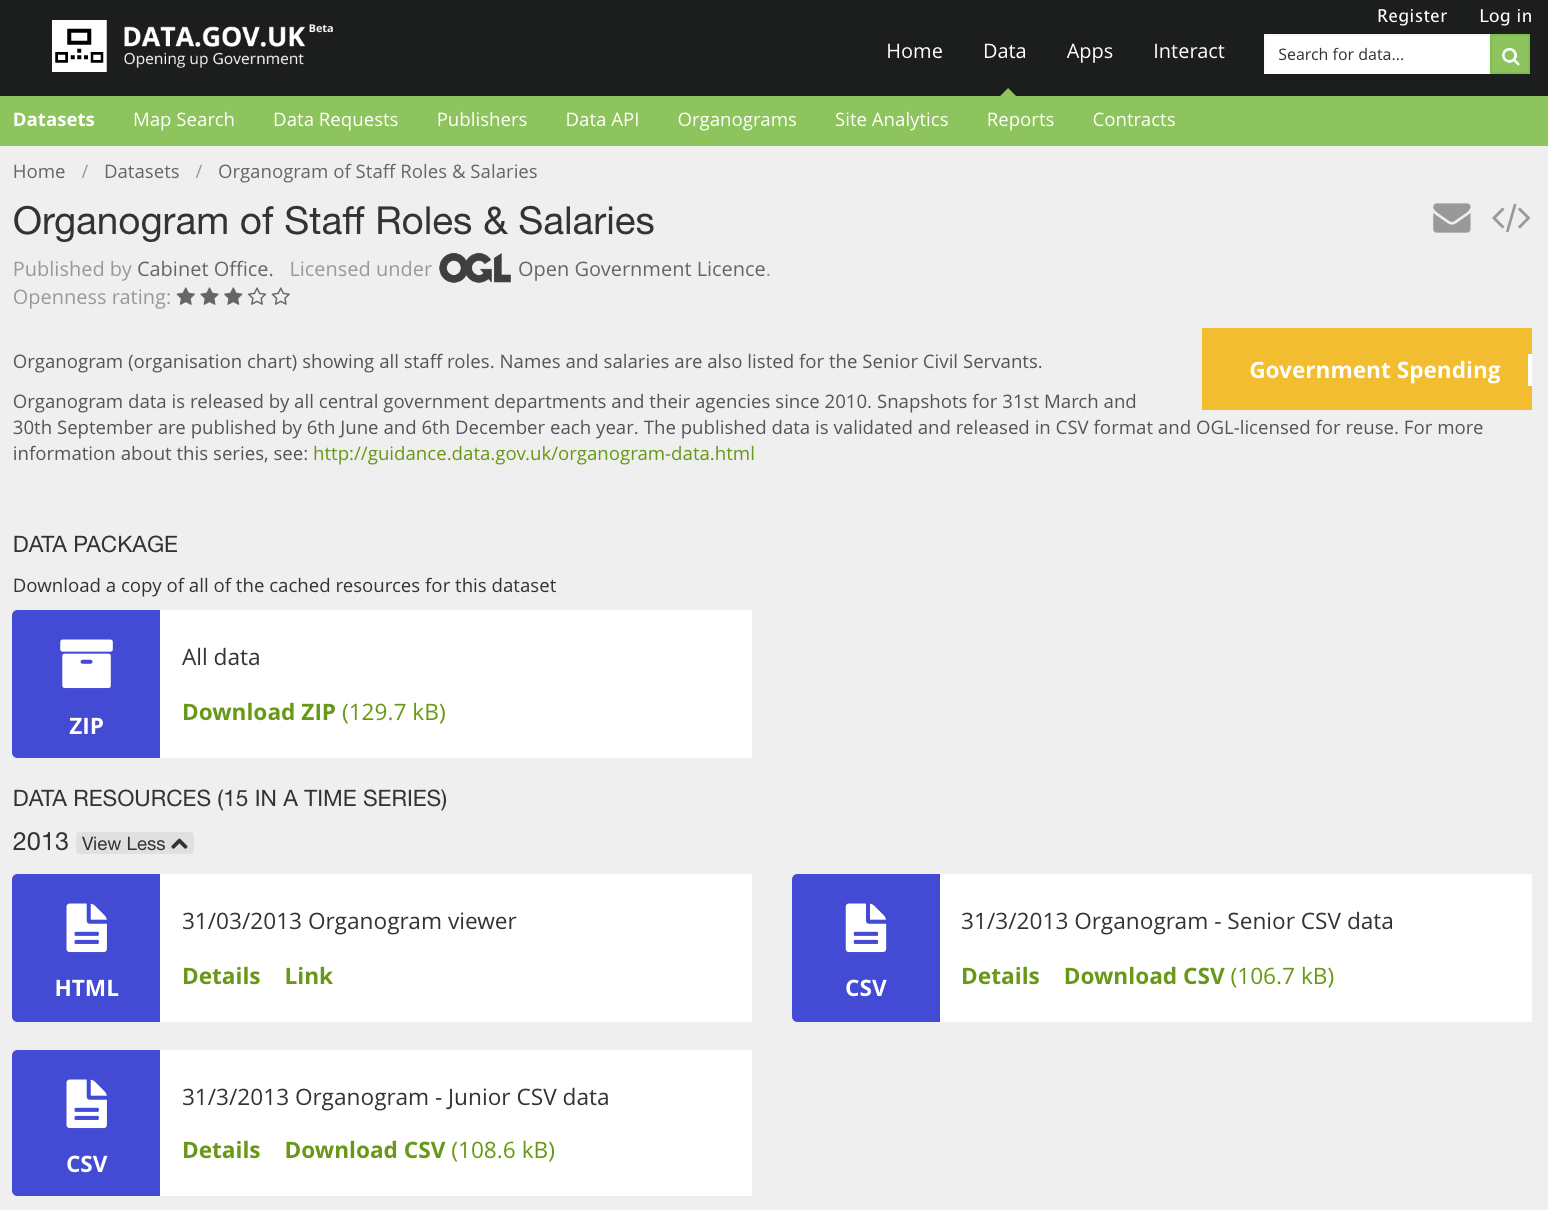 Register Log in
DATA.GOV.UK Beta
Opening up Government
Home Data Apps Interact
Search for data...
Datasets Map Search Data Requests Publishers Data API Organograms Site Analytics Reports Contracts
Home / Datasets / Organogram of Staff Roles & Salaries
Organogram of Staff Roles & Salaries
Published by Cabinet Office. Licensed under OGL Open Government Licence.
Openness rating:
Government Spending
Organogram (organisation chart) showing all staff roles. Names and salaries are also listed for the Senior Civil Servants.
Organogram data is released by all central government departments and their agencies since 2010. Snapshots for 31st March and
30th September are published by 6th June and 6th December each year. The published data is validated and released in CSV format and OGL-licensed for reuse. For more
information about this series, see: http://guidance.data.gov.uk/organogram-data.html
DATA PACKAGE
Download a copy of all of the cached resources for this dataset
ZIP
All data
Download ZIP (129.7 kB)
DATA RESOURCES (15 IN A TIME SERIES)
2013 View Less
HTML
31/03/2013 Organogram viewer
Details Link
CSV
31/3/2013 Organogram - Senior CSV data
Details Download CSV (106.7 kB)
CSV
31/3/2013 Organogram - Junior CSV data
Details Download CSV (108.6 kB)